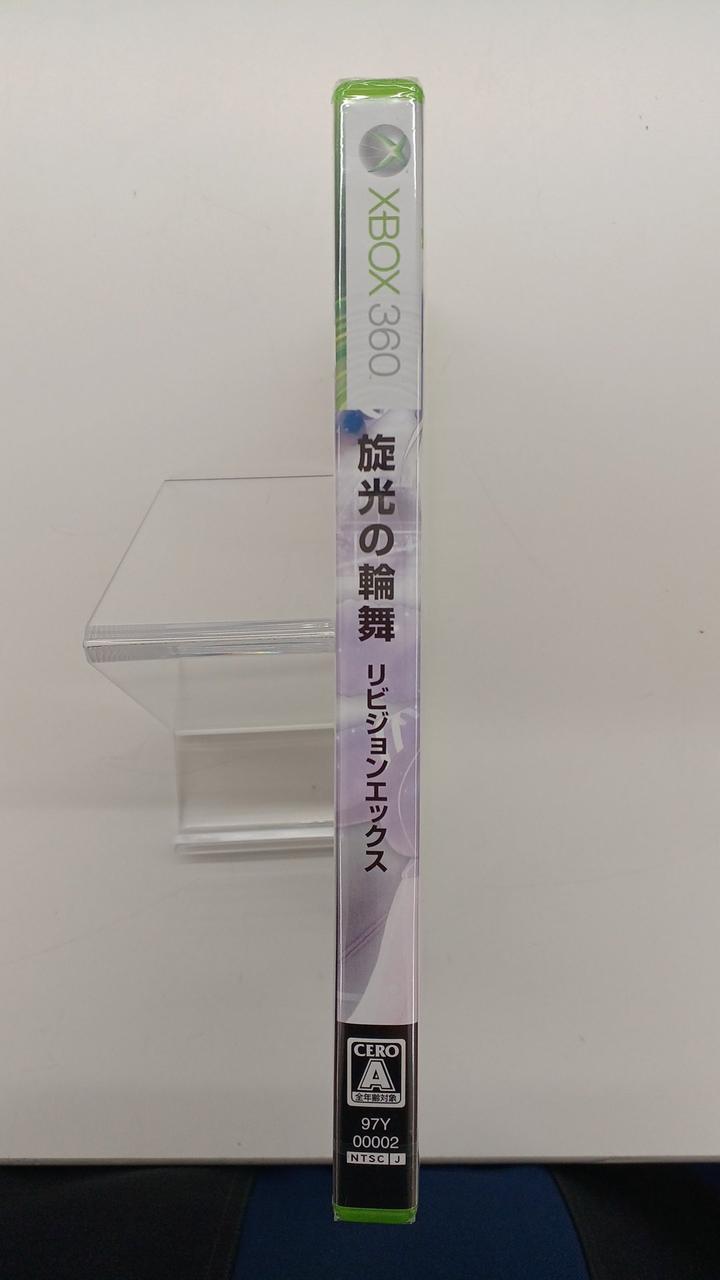 XBOX 360
旋光の輪舞
リビジョンエックス
CERO
A
全年齢対象
97Y
00002
NTSC J